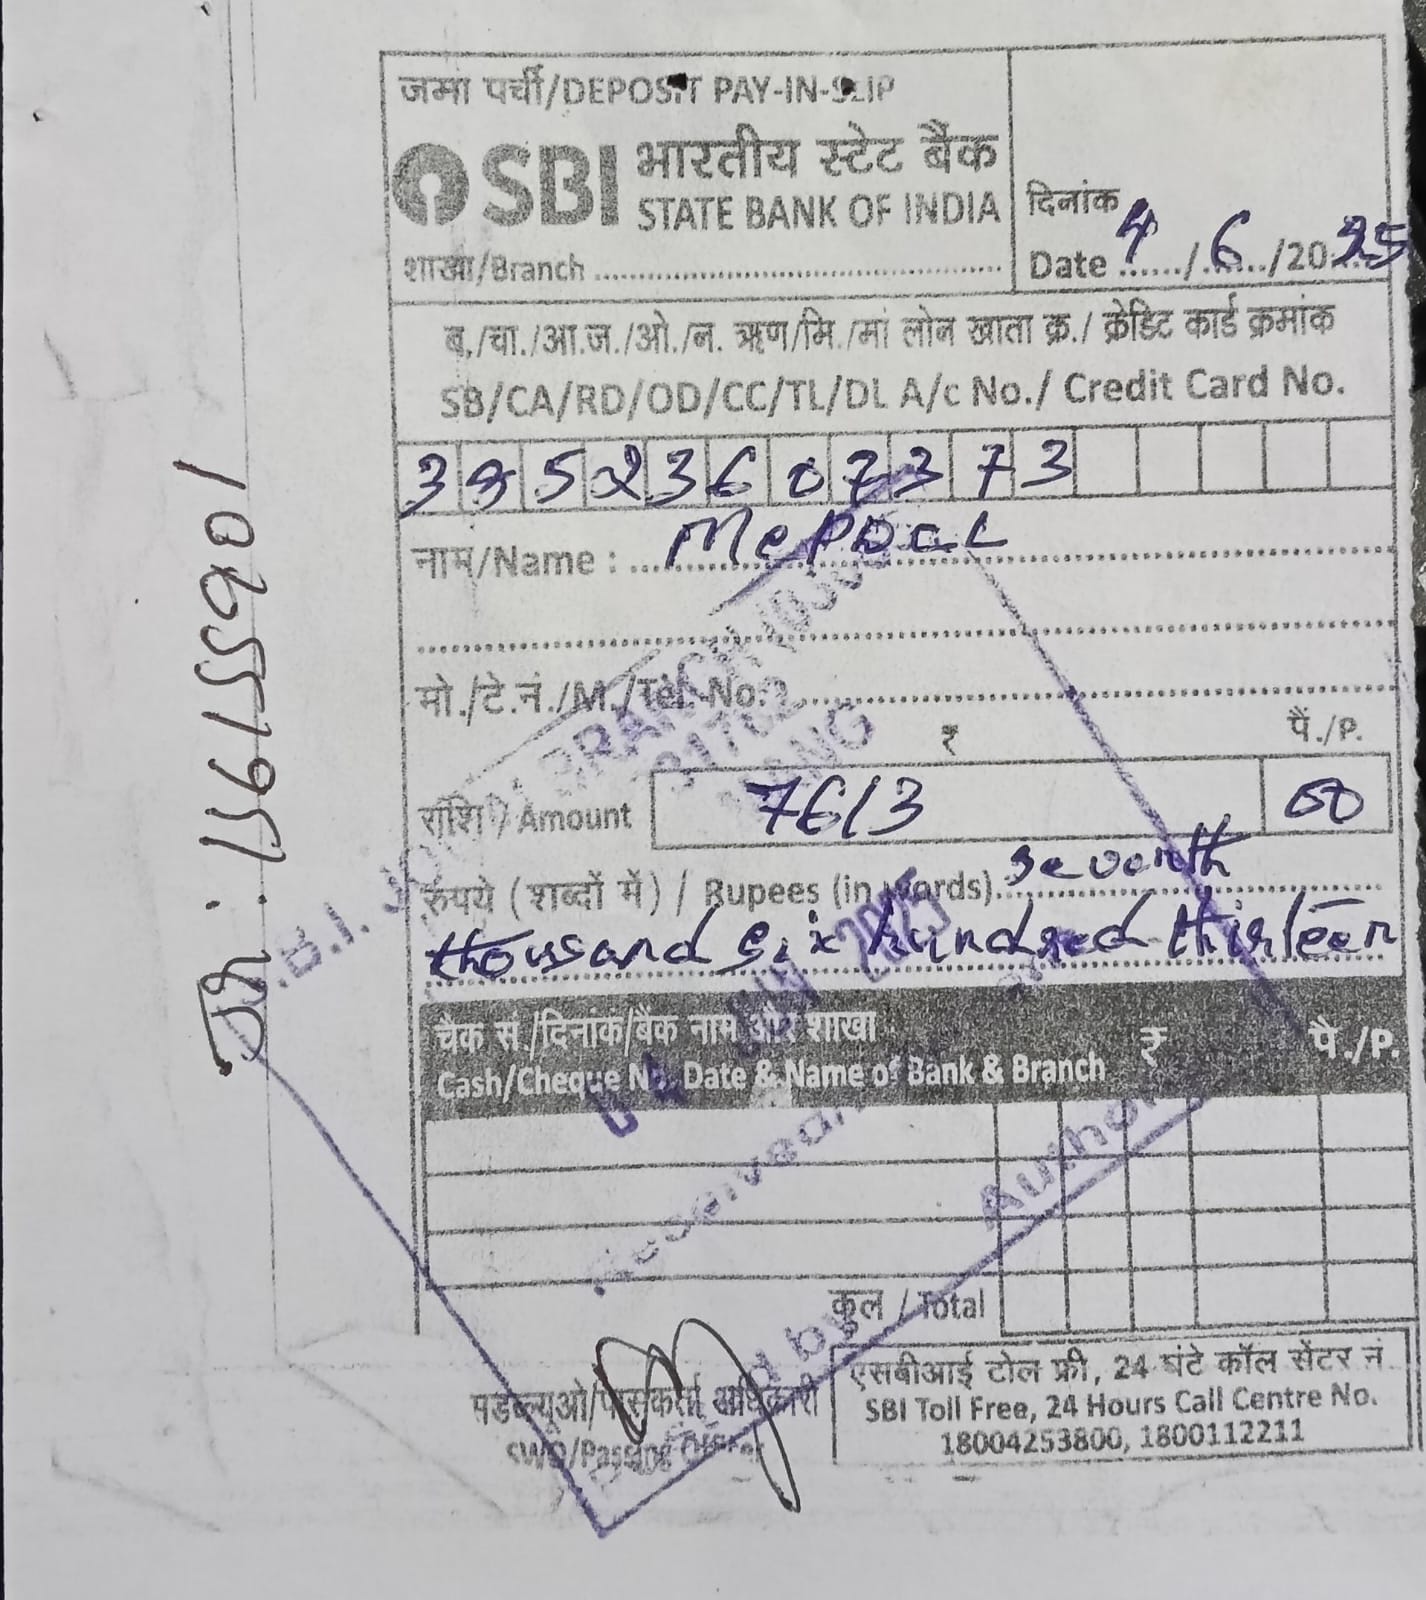 जमा पर्ची/DEPOSIT PAY-IN-SLIP
SBI भारतीय स्टेट बैंक
STATE BANK OF INDIA
शाखा/Branch
दिनांक
Date 4/6/2025
ब./चा./आ.ज./ओ./न. ऋण/मि./मां लोन खाता क्र./ क्रेडिट कार्ड क्रमांक
SB/CA/RD/OD/CC/TL/DL A/c No./ Credit Card No.
नाम/Name :
मो./टे.नं./M./Tel. No.
₹ पैं./P.
राशि / Amount 7613 00
रुपये (शब्दों में) / Rupees (in words) seventh
thousand six hundred thirteen
चैक सं./दिनांक/बैंक नाम और शाखा ₹ पै./P.
Cash/Cheque No. Date & Name of Bank & Branch
कुल / Total
एसबीआई टोल फ्री, 24 घंटे कॉल सेंटर नं.
SBI Toll Free, 24 Hours Call Centre No.
18004253800, 1800112211
SWO/Passing Officer